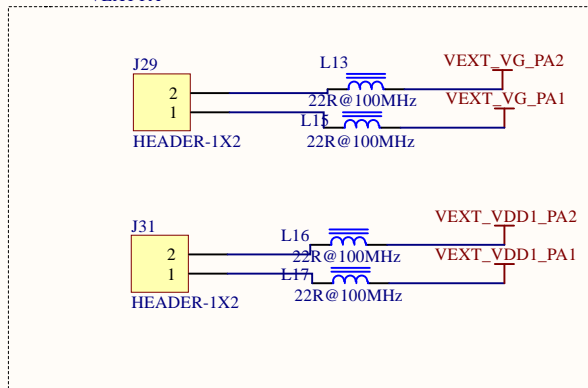 J29
L13
VEXT_VG_PA2
2
22R@100MHz
VEXT_VG_PA1
1
L15
HEADER-1X2
22R@100MHz
J31
VEXT_VDD1_PA2
L16
2
22R@100MHz
VEXT_VDD1_PA1
1
L17
HEADER-1X2
22R@100MHz